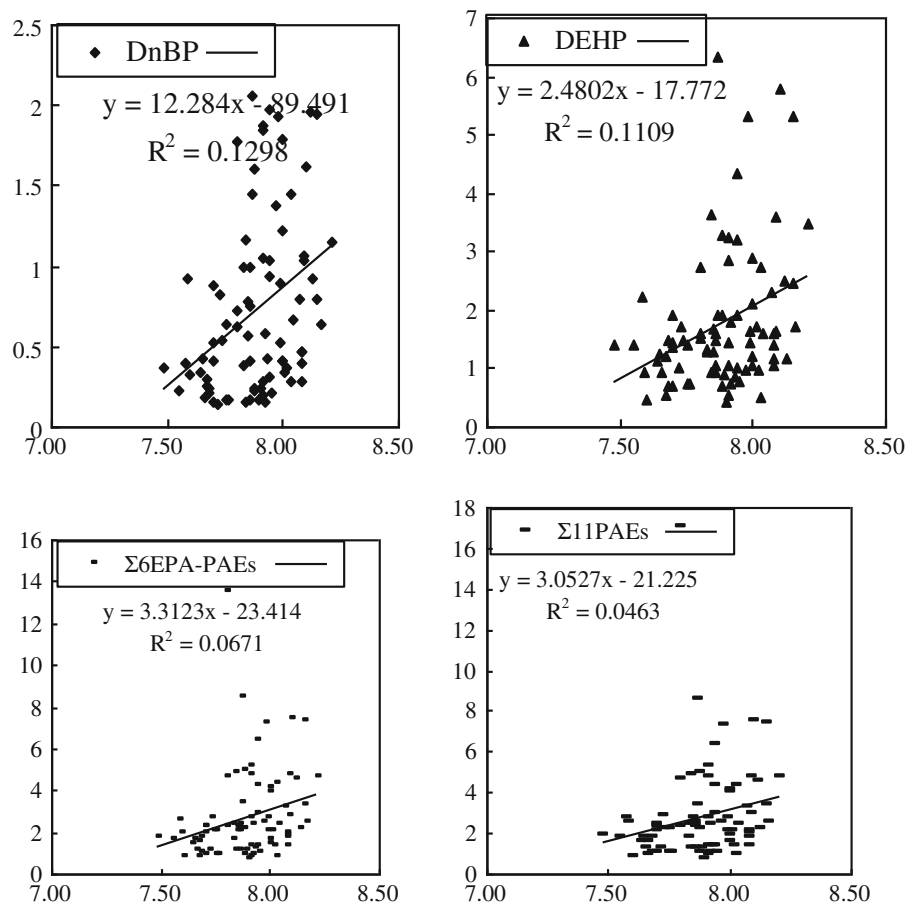 DnBP
y = 12.284x - 89.491
R² = 0.1298
2.5
2
1.5
1
0.5
0
7.00 7.50 8.00 8.50
DEHP
y = 2.4802x - 17.772
R² = 0.1109
7
6
5
4
3
2
1
0
7.00 7.50 8.00 8.50
Σ6EPA-PAEs
y = 3.3123x - 23.414
R² = 0.0671
16
14
12
10
8
6
4
2
0
7.00 7.50 8.00 8.50
Σ11PAEs
y = 3.0527x - 21.225
R² = 0.0463
18
16
14
12
10
8
6
4
2
0
7.00 7.50 8.00 8.50